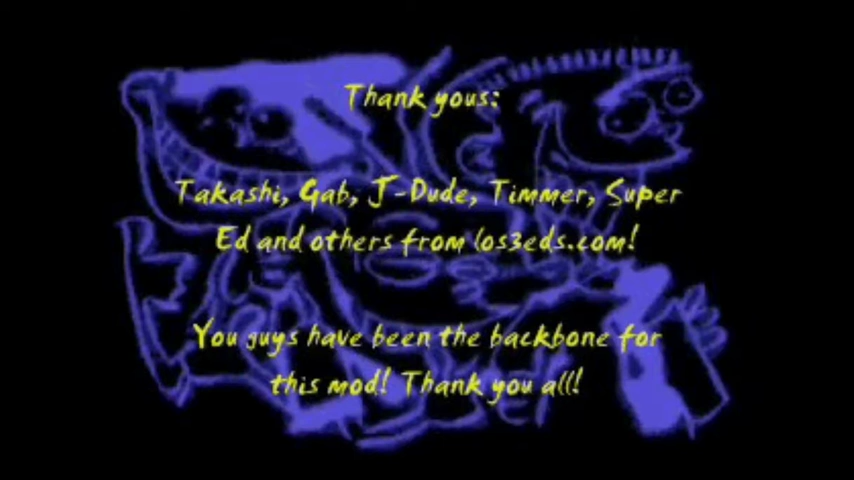 Thank yous:
Takashi, Gab, J-Dude, Timmer, Super
Ed and others from los3eds.com!
You guys have been the backbone for
this mod! Thank you all!